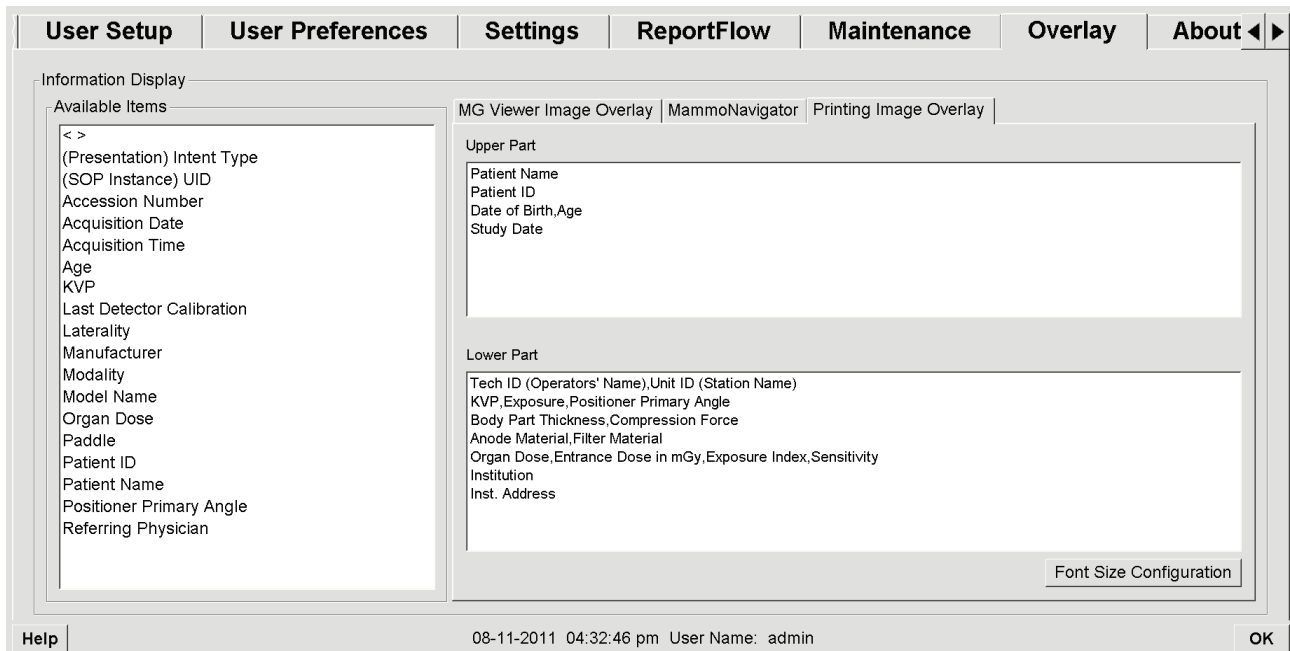 User Setup
User Preferences
Settings
ReportFlow
Maintenance
Overlay
About
Information Display
Available Items
< >
(Presentation) Intent Type
(SOP Instance) UID
Accession Number
Acquisition Date
Acquisition Time
Age
KVP
Last Detector Calibration
Laterality
Manufacturer
Modality
Model Name
Organ Dose
Paddle
Patient ID
Patient Name
Positioner Primary Angle
Referring Physician
MG Viewer Image Overlay
MammoNavigator
Printing Image Overlay
Upper Part
Patient Name
Patient ID
Date of Birth,Age
Study Date
Lower Part
Tech ID (Operators' Name),Unit ID (Station Name)
KVP,Exposure,Positioner Primary Angle
Body Part Thickness,Compression Force
Anode Material,Filter Material
Organ Dose,Entrance Dose in mGy,Exposure Index,Sensitivity
Institution
Inst. Address
Font Size Configuration
Help
08-11-2011 04:32:46 pm User Name: admin
OK